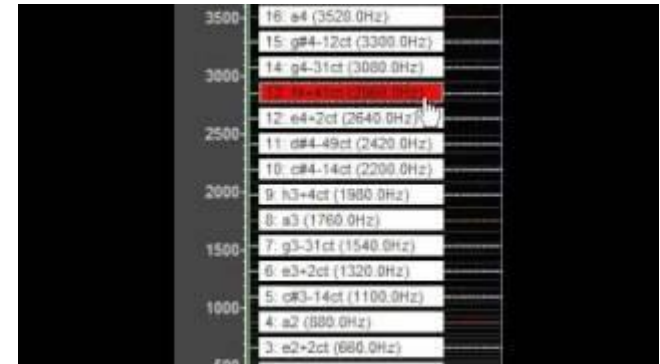 3500
16: a4 (3520.0Hz)
15: g#4-12ct (3300.0Hz)
14: g4-31ct (3080.0Hz)
3000
12: e4+2ct (2640.0Hz)
2500
11: d#4-49ct (2420.0Hz)
10: c#4-14ct (2200.0Hz)
2000
9: h3+4ct (1980.0Hz)
8: a3 (1760.0Hz)
1500
7: g3-31ct (1540.0Hz)
6: e3+2ct (1320.0Hz)
5: c#3-14ct (1100.0Hz)
1000
4: a2 (880.0Hz)
3: e2+2ct (660.0Hz)